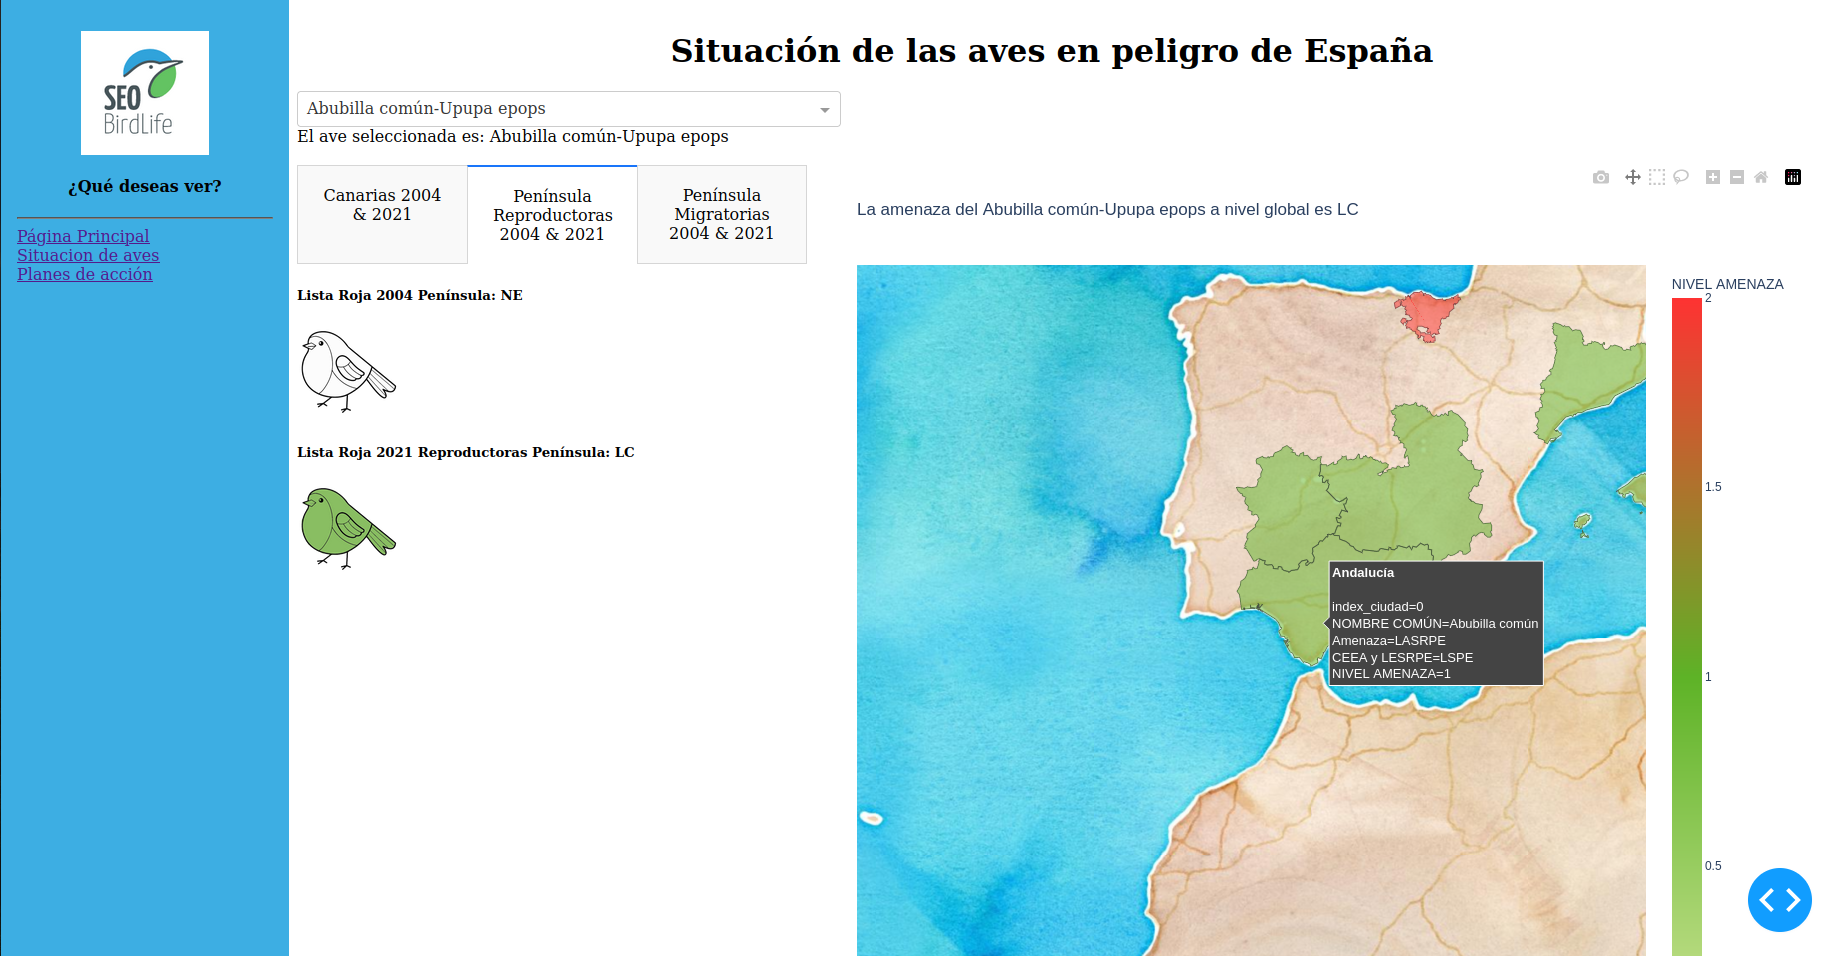 SEO
BirdLife
¿Qué deseas ver?
Página Principal
Situacion de aves
Planes de acción
Situación de las aves en peligro de España
Abubilla común-Upupa epops
El ave seleccionada es: Abubilla común-Upupa epops
Canarias 2004
& 2021
Península
Reproductoras
2004 & 2021
Península
Migratorias
2004 & 2021
Lista Roja 2004 Península: NE
Lista Roja 2021 Reproductoras Península: LC
La amenaza del Abubilla común-Upupa epops a nivel global es LC
Andalucía
index_ciudad=0
NOMBRE COMÚN=Abubilla común
Amenaza=LASRPE
CEEA y LESRPE=LSPE
NIVEL AMENAZA=1
NIVEL AMENAZA
2
1.5
1
0.5